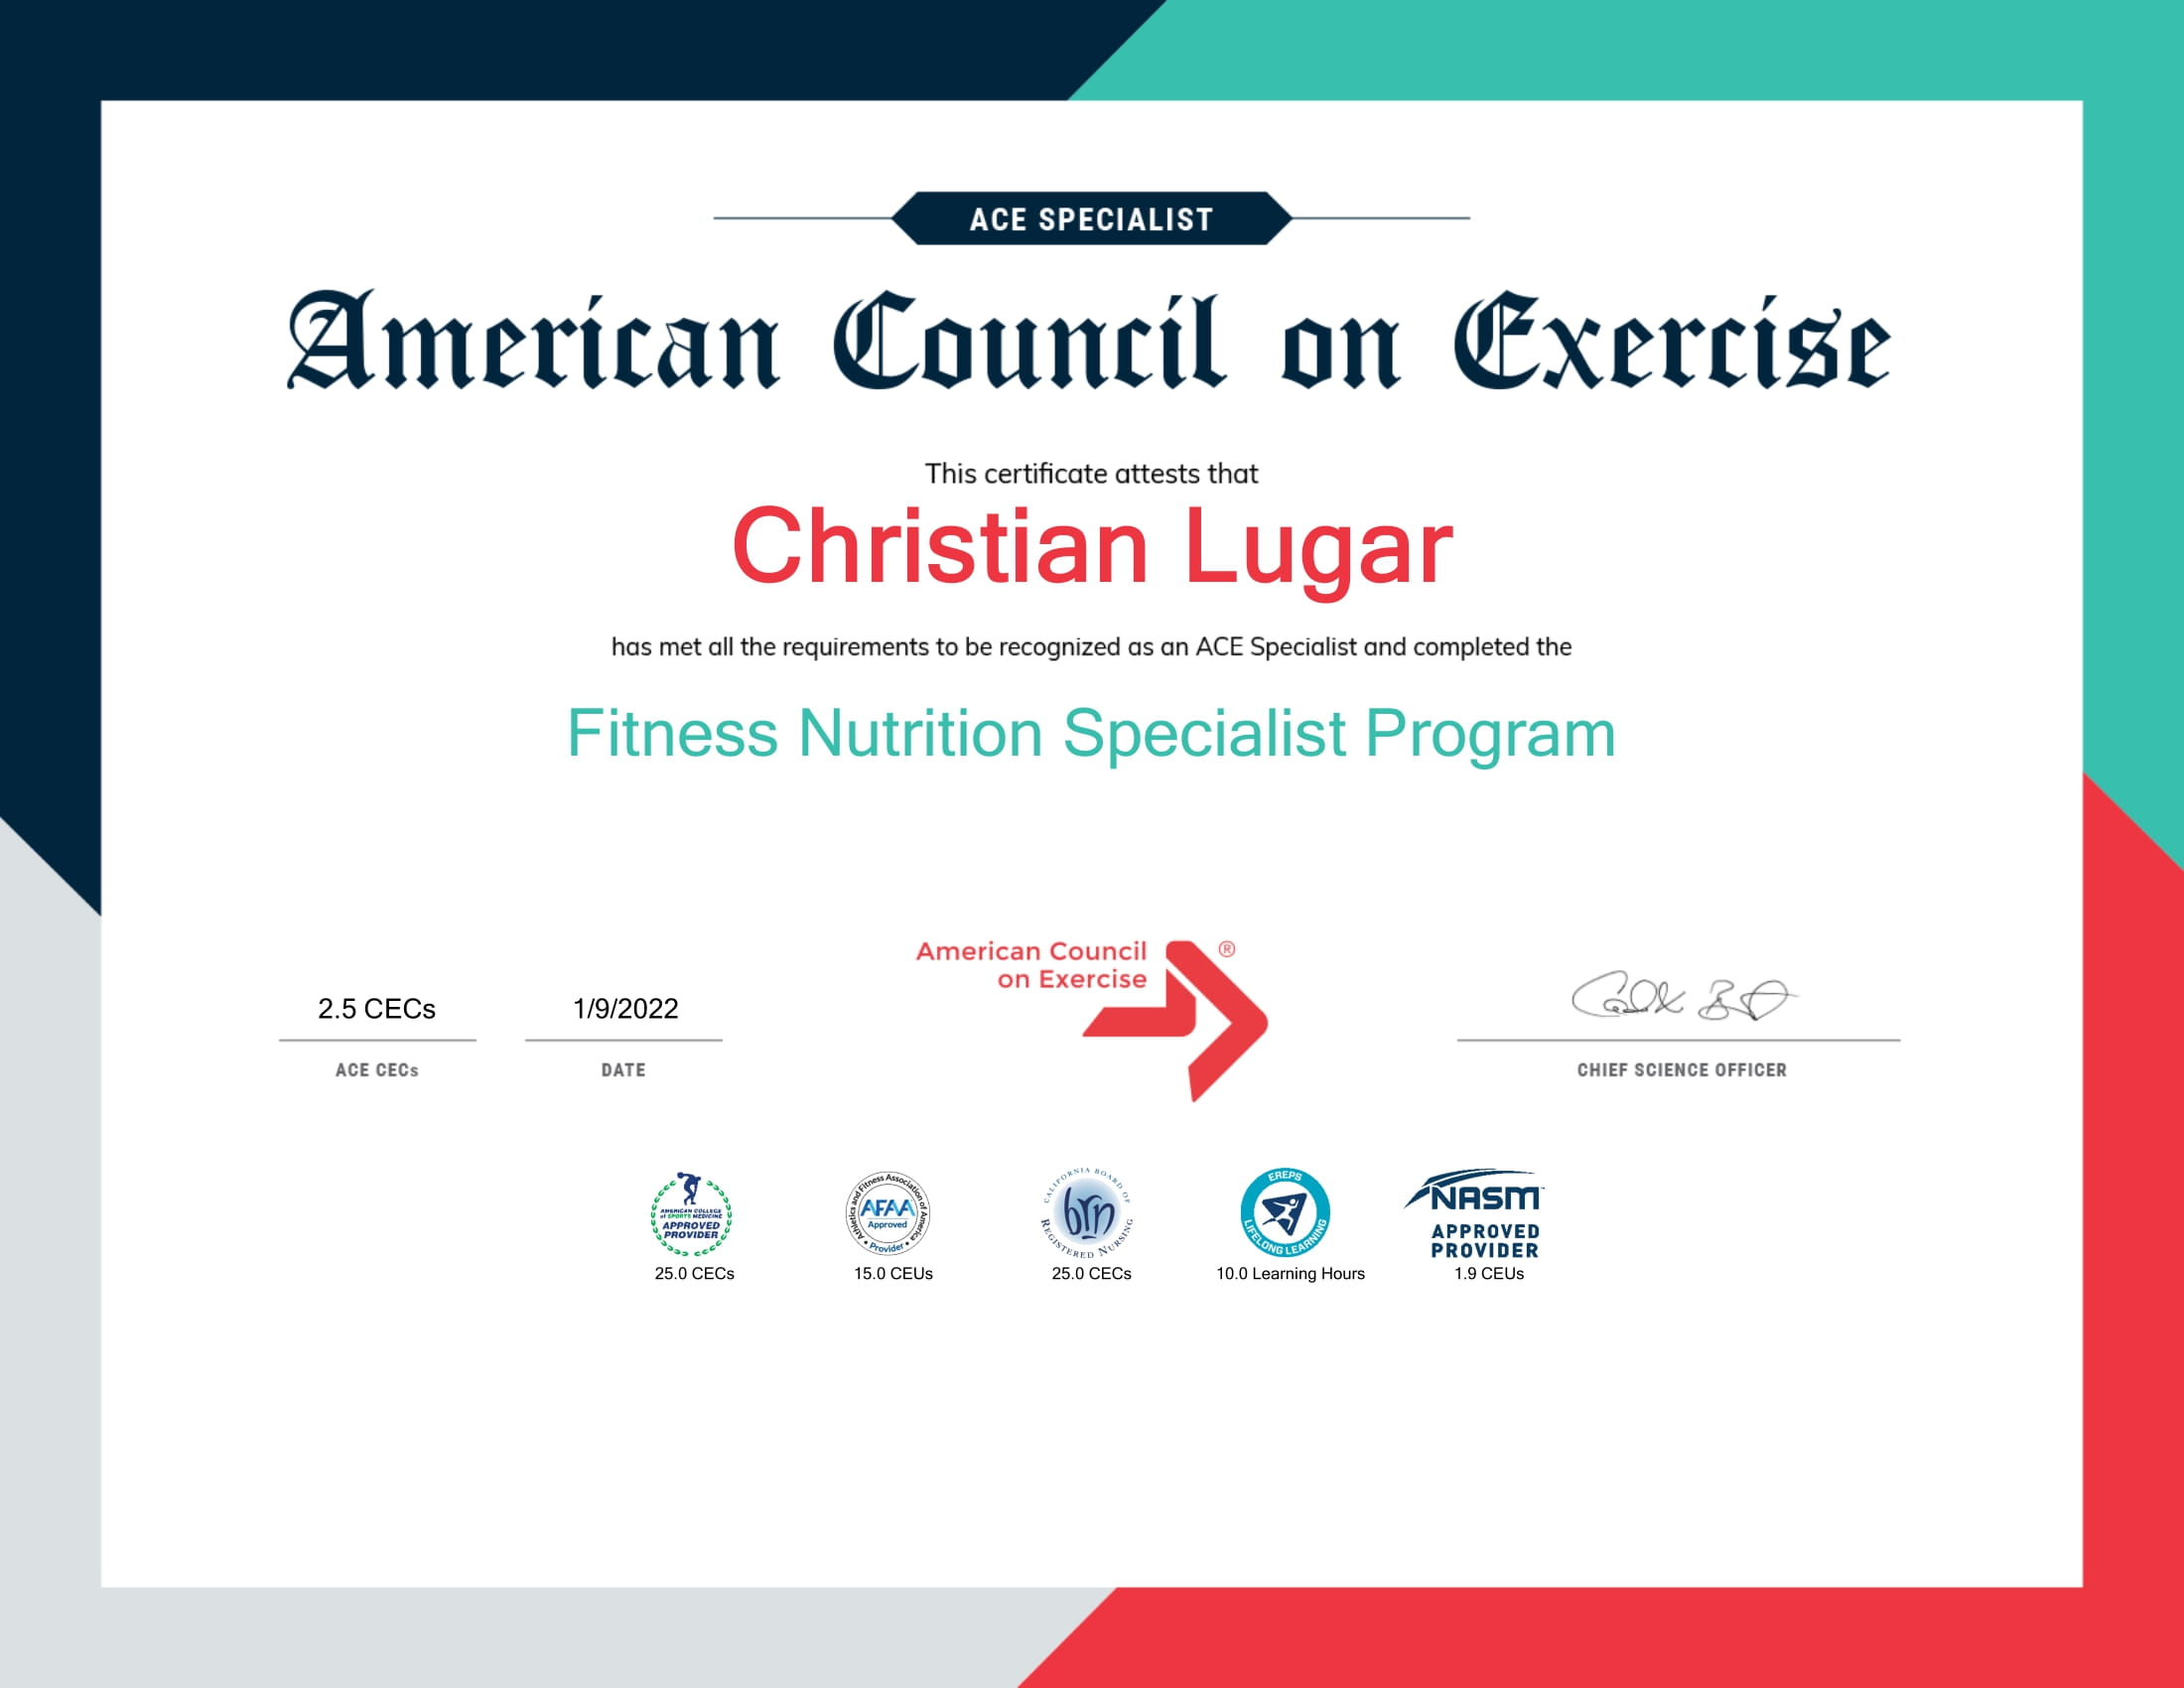 ACE SPECIALIST
American Council on Exercise
This certificate attests that
Christian Lugar
has met all the requirements to be recognized as an ACE Specialist and completed the
Fitness Nutrition Specialist Program
American Council ®
on Exercise
2.5 CECs 1/9/2022
ACE CECs DATE CHIEF SCIENCE OFFICER
AMERICAN COLLEGE
of SPORTS MEDICINE
APPROVED
PROVIDER
25.0 CECs
Athletics and Fitness Association of America
AFAA
Approved
• Provider •
15.0 CEUs
CALIFORNIA BOARD OF
brn
REGISTERED NURSING
25.0 CECs
EREPS
LIFELONG LEARNING
10.0 Learning Hours
NASM™
APPROVED
PROVIDER
1.9 CEUs